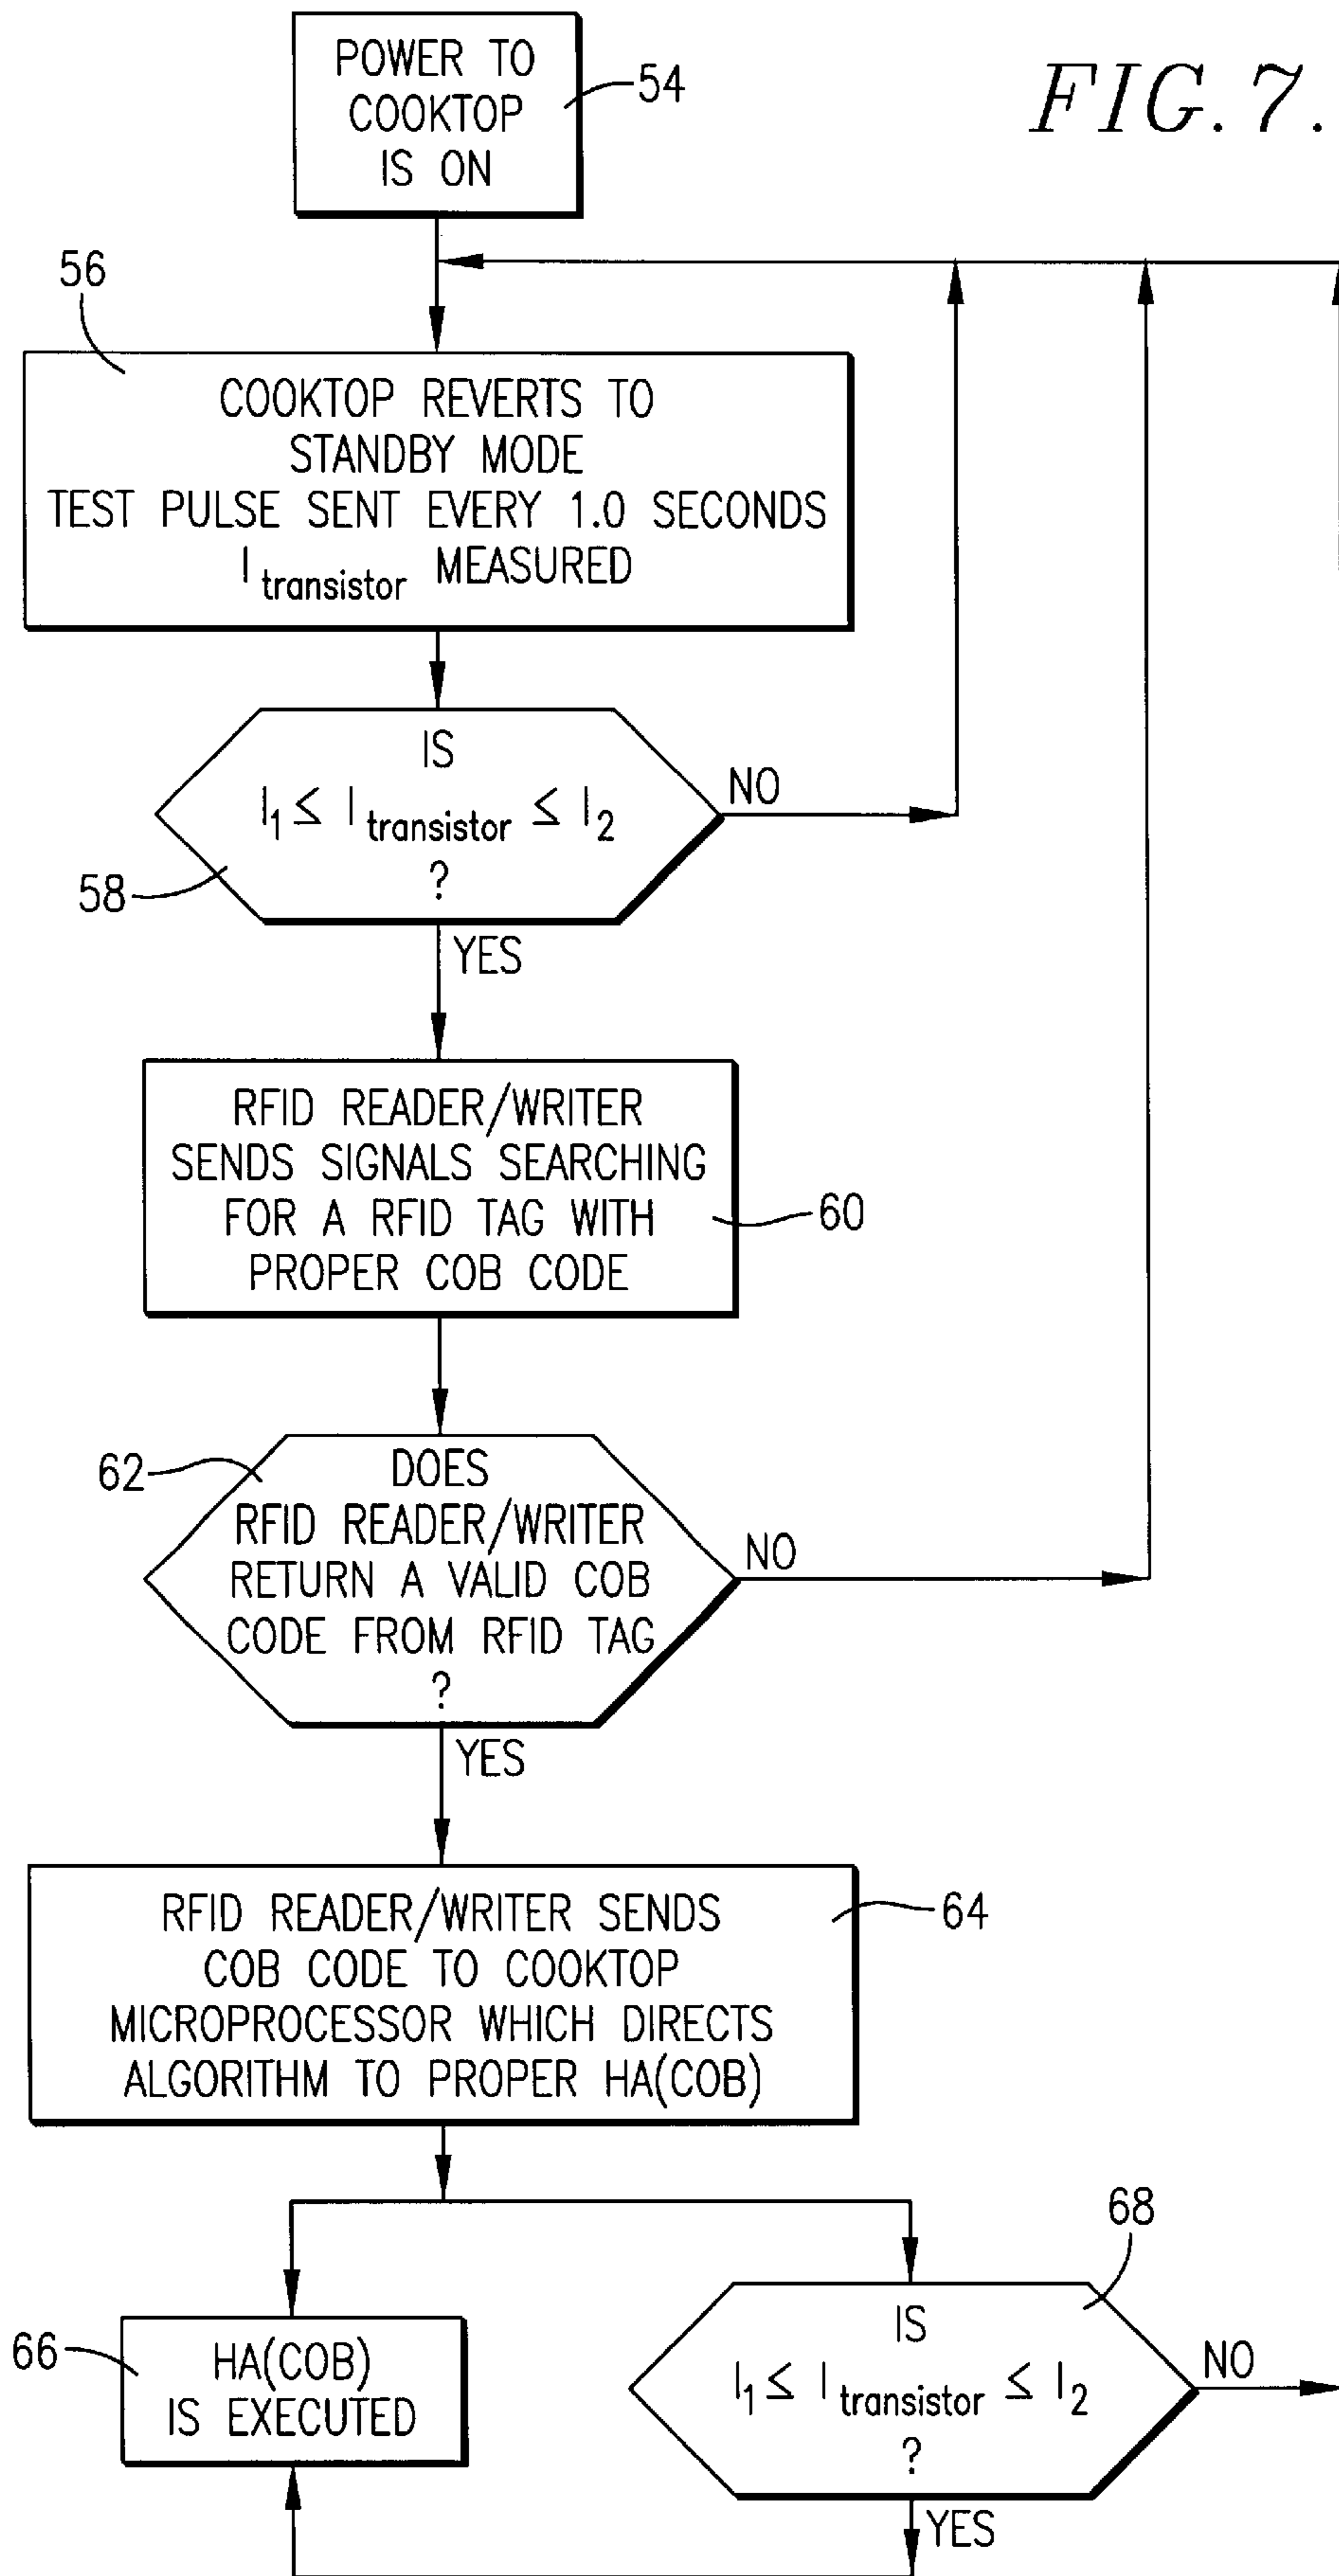 POWER TO
COOKTOP
IS ON
54
FIG. 7.
56
COOKTOP REVERTS TO
STANDBY MODE
TEST PULSE SENT EVERY 1.0 SECONDS
I transistor MEASURED
IS
I₁ ≤ I transistor ≤ I₂
?
NO
58
YES
RFID READER/WRITER
SENDS SIGNALS SEARCHING
FOR A RFID TAG WITH
PROPER COB CODE
60
62
DOES
RFID READER/WRITER
RETURN A VALID COB
CODE FROM RFID TAG
?
NO
YES
RFID READER/WRITER SENDS
COB CODE TO COOKTOP
MICROPROCESSOR WHICH DIRECTS
ALGORITHM TO PROPER HA(COB)
64
66
HA(COB)
IS EXECUTED
68
IS
I₁ ≤ I transistor ≤ I₂
?
NO
YES